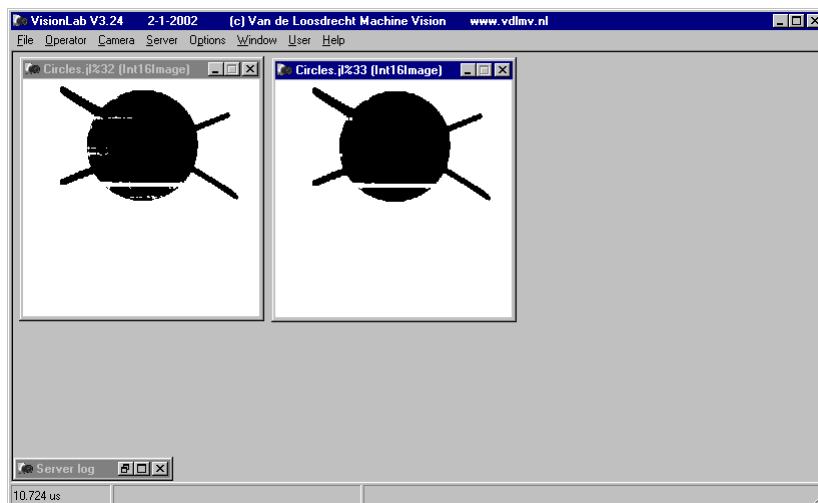 VisionLab V3.24 2-1-2002 (c) Van de Loosdrecht Machine Vision www.vdlmv.nl
File Operator Camera Server Options Window User Help
Circles.jl%32 (Int16Image)
Circles.jl%33 (Int16Image)
Server log
10.724 us